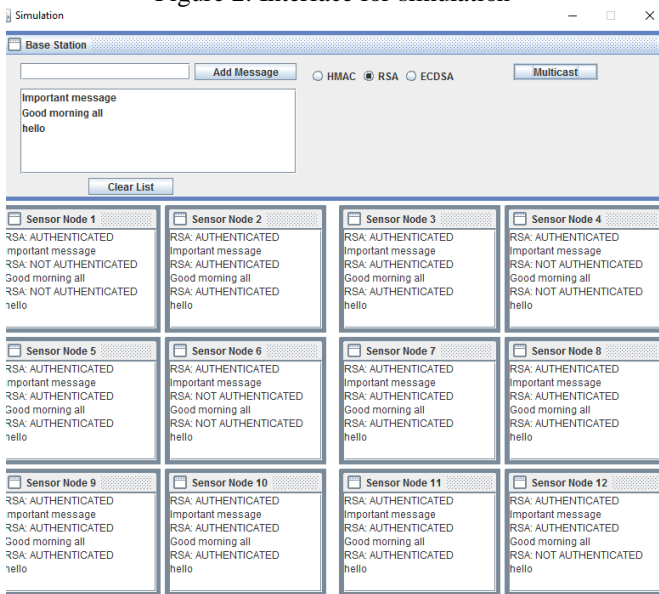 Figure 2: Interface for simulation
Simulation
Base Station
Add Message
HMAC RSA ECDSA
Multicast
Important message
Good morning all
hello
Clear List
Sensor Node 1
RSA: AUTHENTICATED
Important message
RSA: NOT AUTHENTICATED
Good morning all
RSA: NOT AUTHENTICATED
hello
Sensor Node 2
RSA: AUTHENTICATED
Important message
RSA: AUTHENTICATED
Good morning all
RSA: AUTHENTICATED
hello
Sensor Node 3
RSA: AUTHENTICATED
Important message
RSA: AUTHENTICATED
Good morning all
RSA: AUTHENTICATED
hello
Sensor Node 4
RSA: AUTHENTICATED
Important message
RSA: NOT AUTHENTICATED
Good morning all
RSA: NOT AUTHENTICATED
hello
Sensor Node 5
RSA: AUTHENTICATED
Important message
RSA: AUTHENTICATED
Good morning all
RSA: AUTHENTICATED
hello
Sensor Node 6
RSA: AUTHENTICATED
Important message
RSA: NOT AUTHENTICATED
Good morning all
RSA: NOT AUTHENTICATED
hello
Sensor Node 7
RSA: AUTHENTICATED
Important message
RSA: AUTHENTICATED
Good morning all
RSA: AUTHENTICATED
hello
Sensor Node 8
RSA: AUTHENTICATED
Important message
RSA: AUTHENTICATED
Good morning all
RSA: AUTHENTICATED
hello
Sensor Node 9
RSA: AUTHENTICATED
Important message
RSA: AUTHENTICATED
Good morning all
RSA: AUTHENTICATED
hello
Sensor Node 10
RSA: AUTHENTICATED
Important message
RSA: AUTHENTICATED
Good morning all
RSA: AUTHENTICATED
hello
Sensor Node 11
RSA: AUTHENTICATED
Important message
RSA: AUTHENTICATED
Good morning all
RSA: AUTHENTICATED
hello
Sensor Node 12
RSA: AUTHENTICATED
Important message
RSA: AUTHENTICATED
Good morning all
RSA: NOT AUTHENTICATED
hello